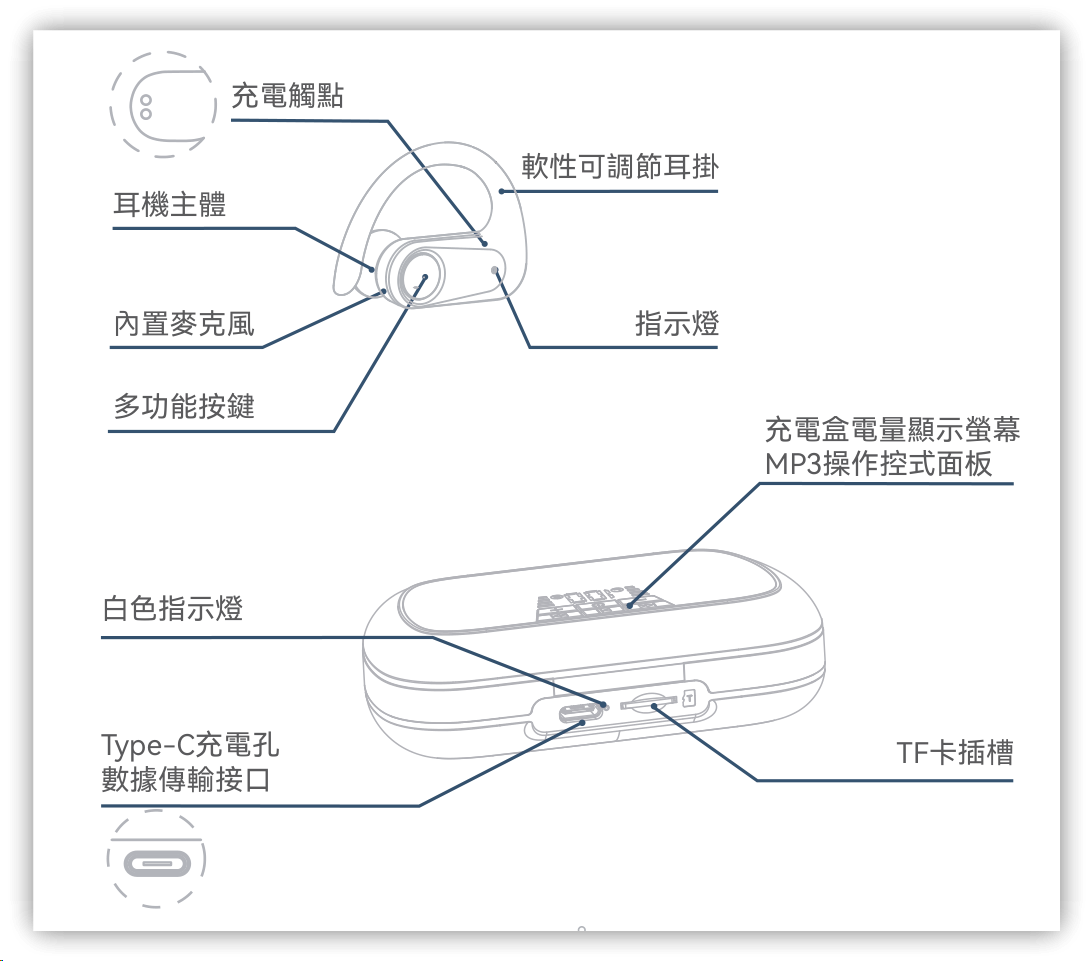 充電觸點
軟性可調節耳掛
耳機主體
內置麥克風
指示燈
多功能按鍵
充電盒電量顯示螢幕
MP3操作控式面板
白色指示燈
Type-C充電孔
數據傳輸接口
TF卡插槽